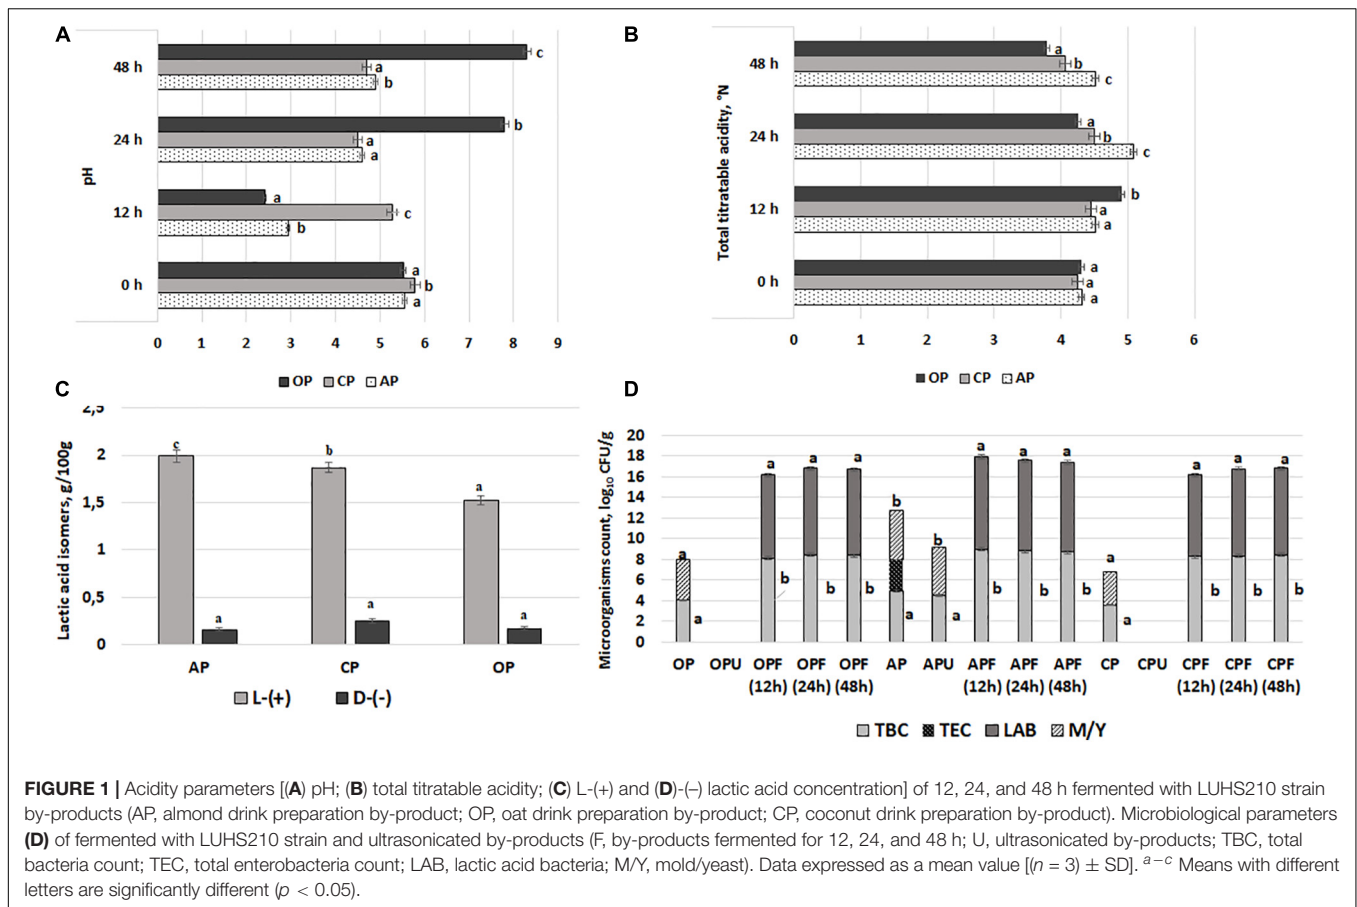 A
48 h
c
a
b
24 h
b
a
a
pH
12 h
a
c
b
0 h
a
b
a
0 1 2 3 4 5 6 7 8 9
OP CP AP
B
Total titratable acidity, °N
48 h
a
b
c
24 h
a
b
c
12 h
b
a
a
0 h
a
a
a
0 1 2 3 4 5 6
OP CP AP
C
Lactic acid isomers, g/100g
2,5
2
1,5
1
0,5
0
c
a
b
a
a
a
AP CP OP
L-(+) D-(-)
D
Microorganisms count, log₁₀ CFU/g
20
18
16
14
12
10
8
6
4
2
0
a a a a b b a a a a a a a
a b b b a a b b b a b b b
OP OPU OPF OPF OPF AP APU APF APF APF CP CPU CPF CPF CPF
(12h) (24h) (48h) (12h) (24h) (48h) (12h) (24h) (48h)
TBC TEC LAB M/Y
FIGURE 1 | Acidity parameters [(A) pH; (B) total titratable acidity; (C) L-(+) and (D)-(–) lactic acid concentration] of 12, 24, and 48 h fermented with LUHS210 strain
by-products (AP, almond drink preparation by-product; OP, oat drink preparation by-product; CP, coconut drink preparation by-product). Microbiological parameters
(D) of fermented with LUHS210 strain and ultrasonicated by-products (F, by-products fermented for 12, 24, and 48 h; U, ultrasonicated by-products; TBC, total
bacteria count; TEC, total enterobacteria count; LAB, lactic acid bacteria; M/Y, mold/yeast). Data expressed as a mean value [(n = 3) ± SD]. a−c Means with different
letters are significantly different (p < 0.05).